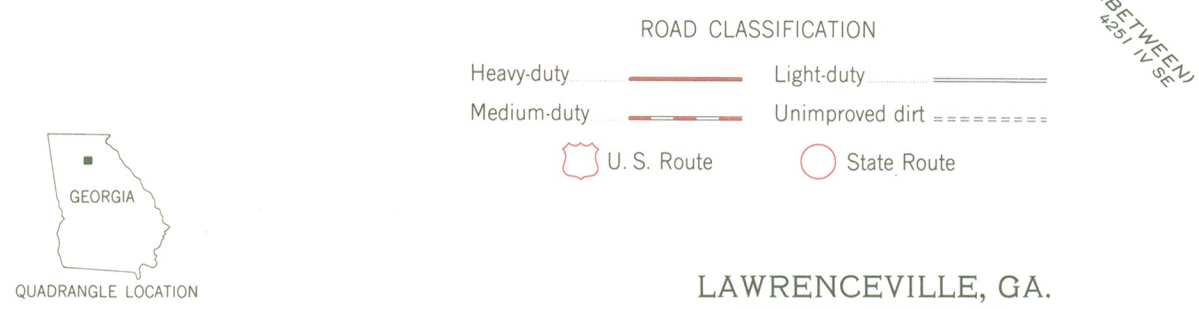 (BETWEEN)
4251 IV SE
ROAD CLASSIFICATION
Heavy-duty Light-duty
Medium-duty Unimproved dirt
U. S. Route State Route
GEORGIA
QUADRANGLE LOCATION
LAWRENCEVILLE, GA.